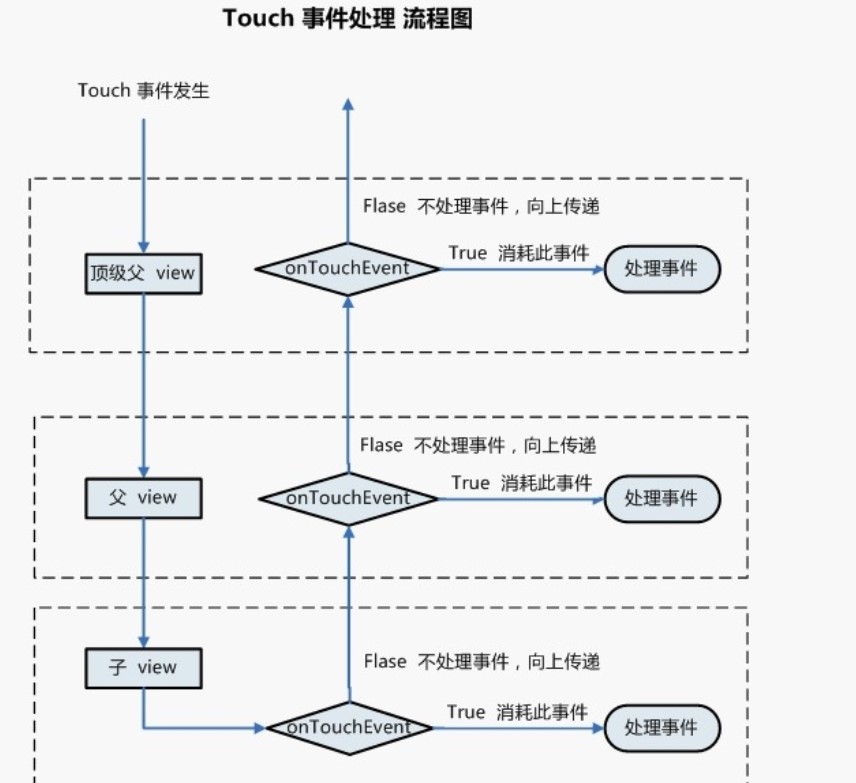 Touch 事件处理 流程图
Touch 事件发生
Flase 不处理事件，向上传递
True 消耗此事件
顶级父 view
onTouchEvent
处理事件
Flase 不处理事件，向上传递
True 消耗此事件
父 view
onTouchEvent
处理事件
Flase 不处理事件，向上传递
子 view
True 消耗此事件
onTouchEvent
处理事件